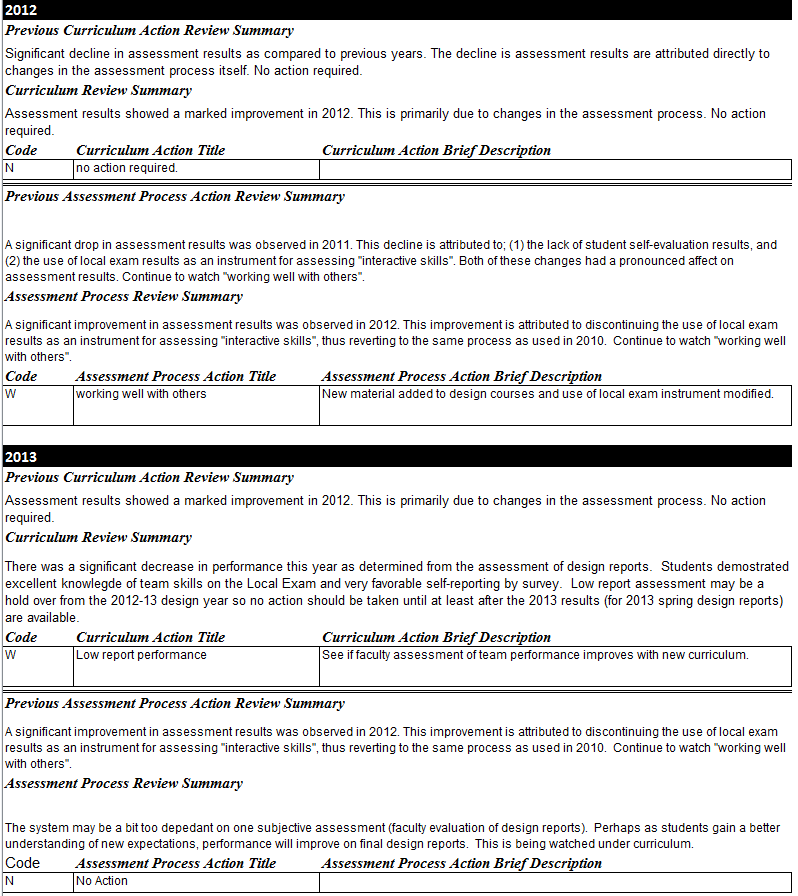 2012
Previous Curriculum Action Review Summary
Significant decline in assessment results as compared to previous years. The decline is assessment results are attributed directly to
changes in the assessment process itself. No action required.
Curriculum Review Summary
Assessment results showed a marked improvement in 2012. This is primarily due to changes in the assessment process. No action
required.
Code Curriculum Action Title Curriculum Action Brief Description
N no action required.
Previous Assessment Process Action Review Summary
A significant drop in assessment results was observed in 2011. This decline is attributed to; (1) the lack of student self-evaluation results, and
(2) the use of local exam results as an instrument for assessing "interactive skills". Both of these changes had a pronounced affect on
assessment results. Continue to watch "working well with others".
Assessment Process Review Summary
A significant improvement in assessment results was observed in 2012. This improvement is attributed to discontinuing the use of local exam
results as an instrument for assessing "interactive skills", thus reverting to the same process as used in 2010. Continue to watch "working well
with others".
Code Assessment Process Action Title Assessment Process Action Brief Description
W working well with others New material added to design courses and use of local exam instrument modified.
2013
Previous Curriculum Action Review Summary
Assessment results showed a marked improvement in 2012. This is primarily due to changes in the assessment process. No action
required.
Curriculum Review Summary
There was a significant decrease in performance this year as determined from the assessment of design reports. Students demostrated
excellent knowlegde of team skills on the Local Exam and very favorable self-reporting by survey. Low report assessment may be a
hold over from the 2012-13 design year so no action should be taken until at least after the 2013 results (for 2013 spring design reports)
are available.
Code Curriculum Action Title Curriculum Action Brief Description
W Low report performance See if faculty assessment of team performance improves with new curriculum.
Previous Assessment Process Action Review Summary
A significant improvement in assessment results was observed in 2012. This improvement is attributed to discontinuing the use of local exam
results as an instrument for assessing "interactive skills", thus reverting to the same process as used in 2010. Continue to watch "working well
with others".
Assessment Process Review Summary
The system may be a bit too depedant on one subjective assessment (faculty evaluation of design reports). Perhaps as students gain a better
understanding of new expectations, performance will improve on final design reports. This is being watched under curriculum.
Code Assessment Process Action Title Assessment Process Action Brief Description
N No Action